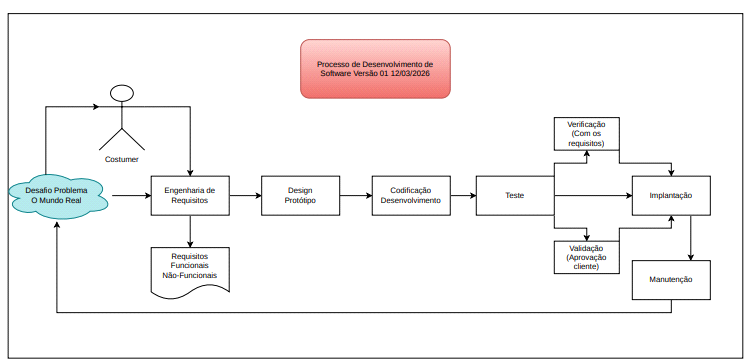 Processo de Desenvolvimento de
Software Versão 01 12/03/2026
Costumer
Desafio Problema
O Mundo Real
Engenharia de
Requisitos
Design
Protótipo
Codificação
Desenvolvimento
Teste
Verificação
(Com os
requisitos)
Implantação
Validação
(Aprovação
cliente)
Requisitos
Funcionais
Não-Funcionais
Manutenção